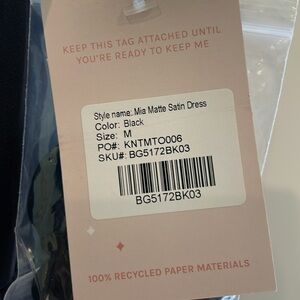 KEEP THIS TAG ATTACHED UNTIL
YOU'RE READY TO KEEP ME
Style name: Mia Matte Satin Dress
Color: Black
Size: M
PO#: KNTMTO006
SKU#: BG5172BK03
BG5172BK03
100% RECYCLED PAPER MATERIALS